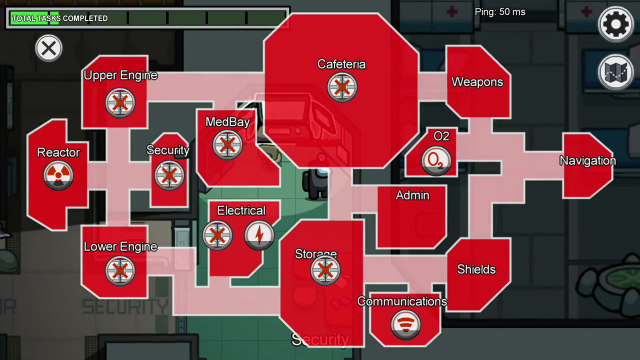 TOTAL TASKS COMPLETED
Ping: 50 ms
Cafeteria
Upper Engine
Weapons
MedBay
O2
Security
Reactor
O2
Navigation
Admin
Electrical
Lower Engine
Storage
Shields
Communications
SECURITY
Security